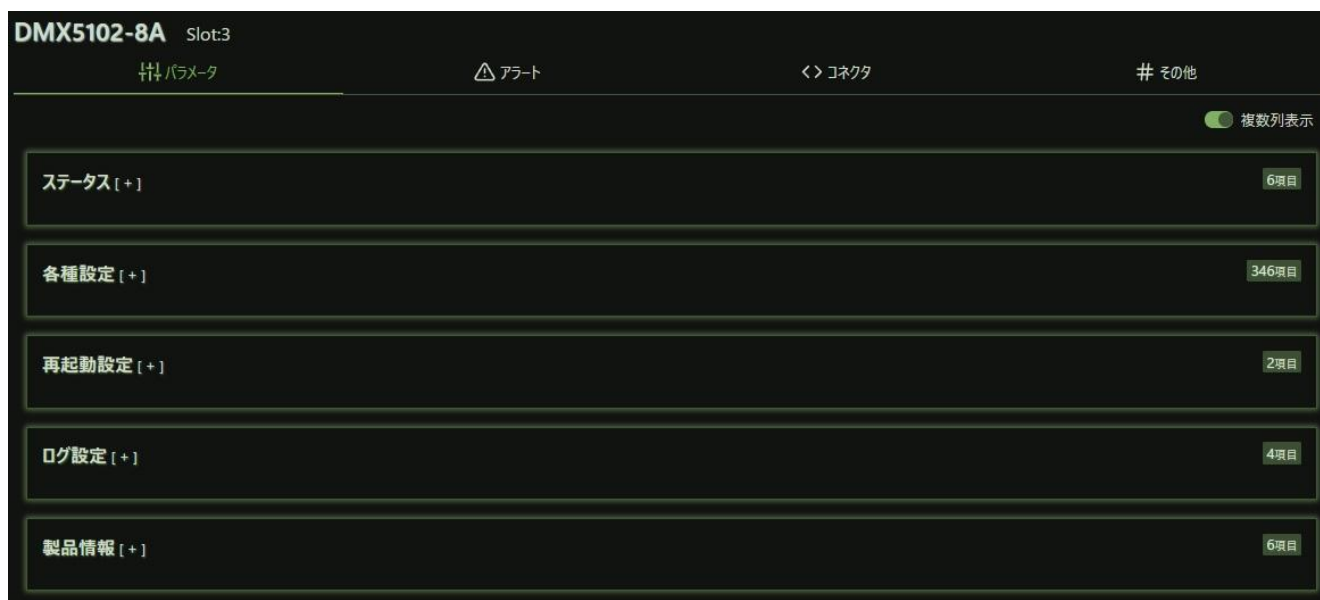 DMX5102-8A Slot:3
パラメータ アラート <> コネクタ # その他
複数列表示
ステータス [ + ] 6項目
各種設定 [ + ] 346項目
再起動設定 [ + ] 2項目
ログ設定 [ + ] 4項目
製品情報 [ + ] 6項目